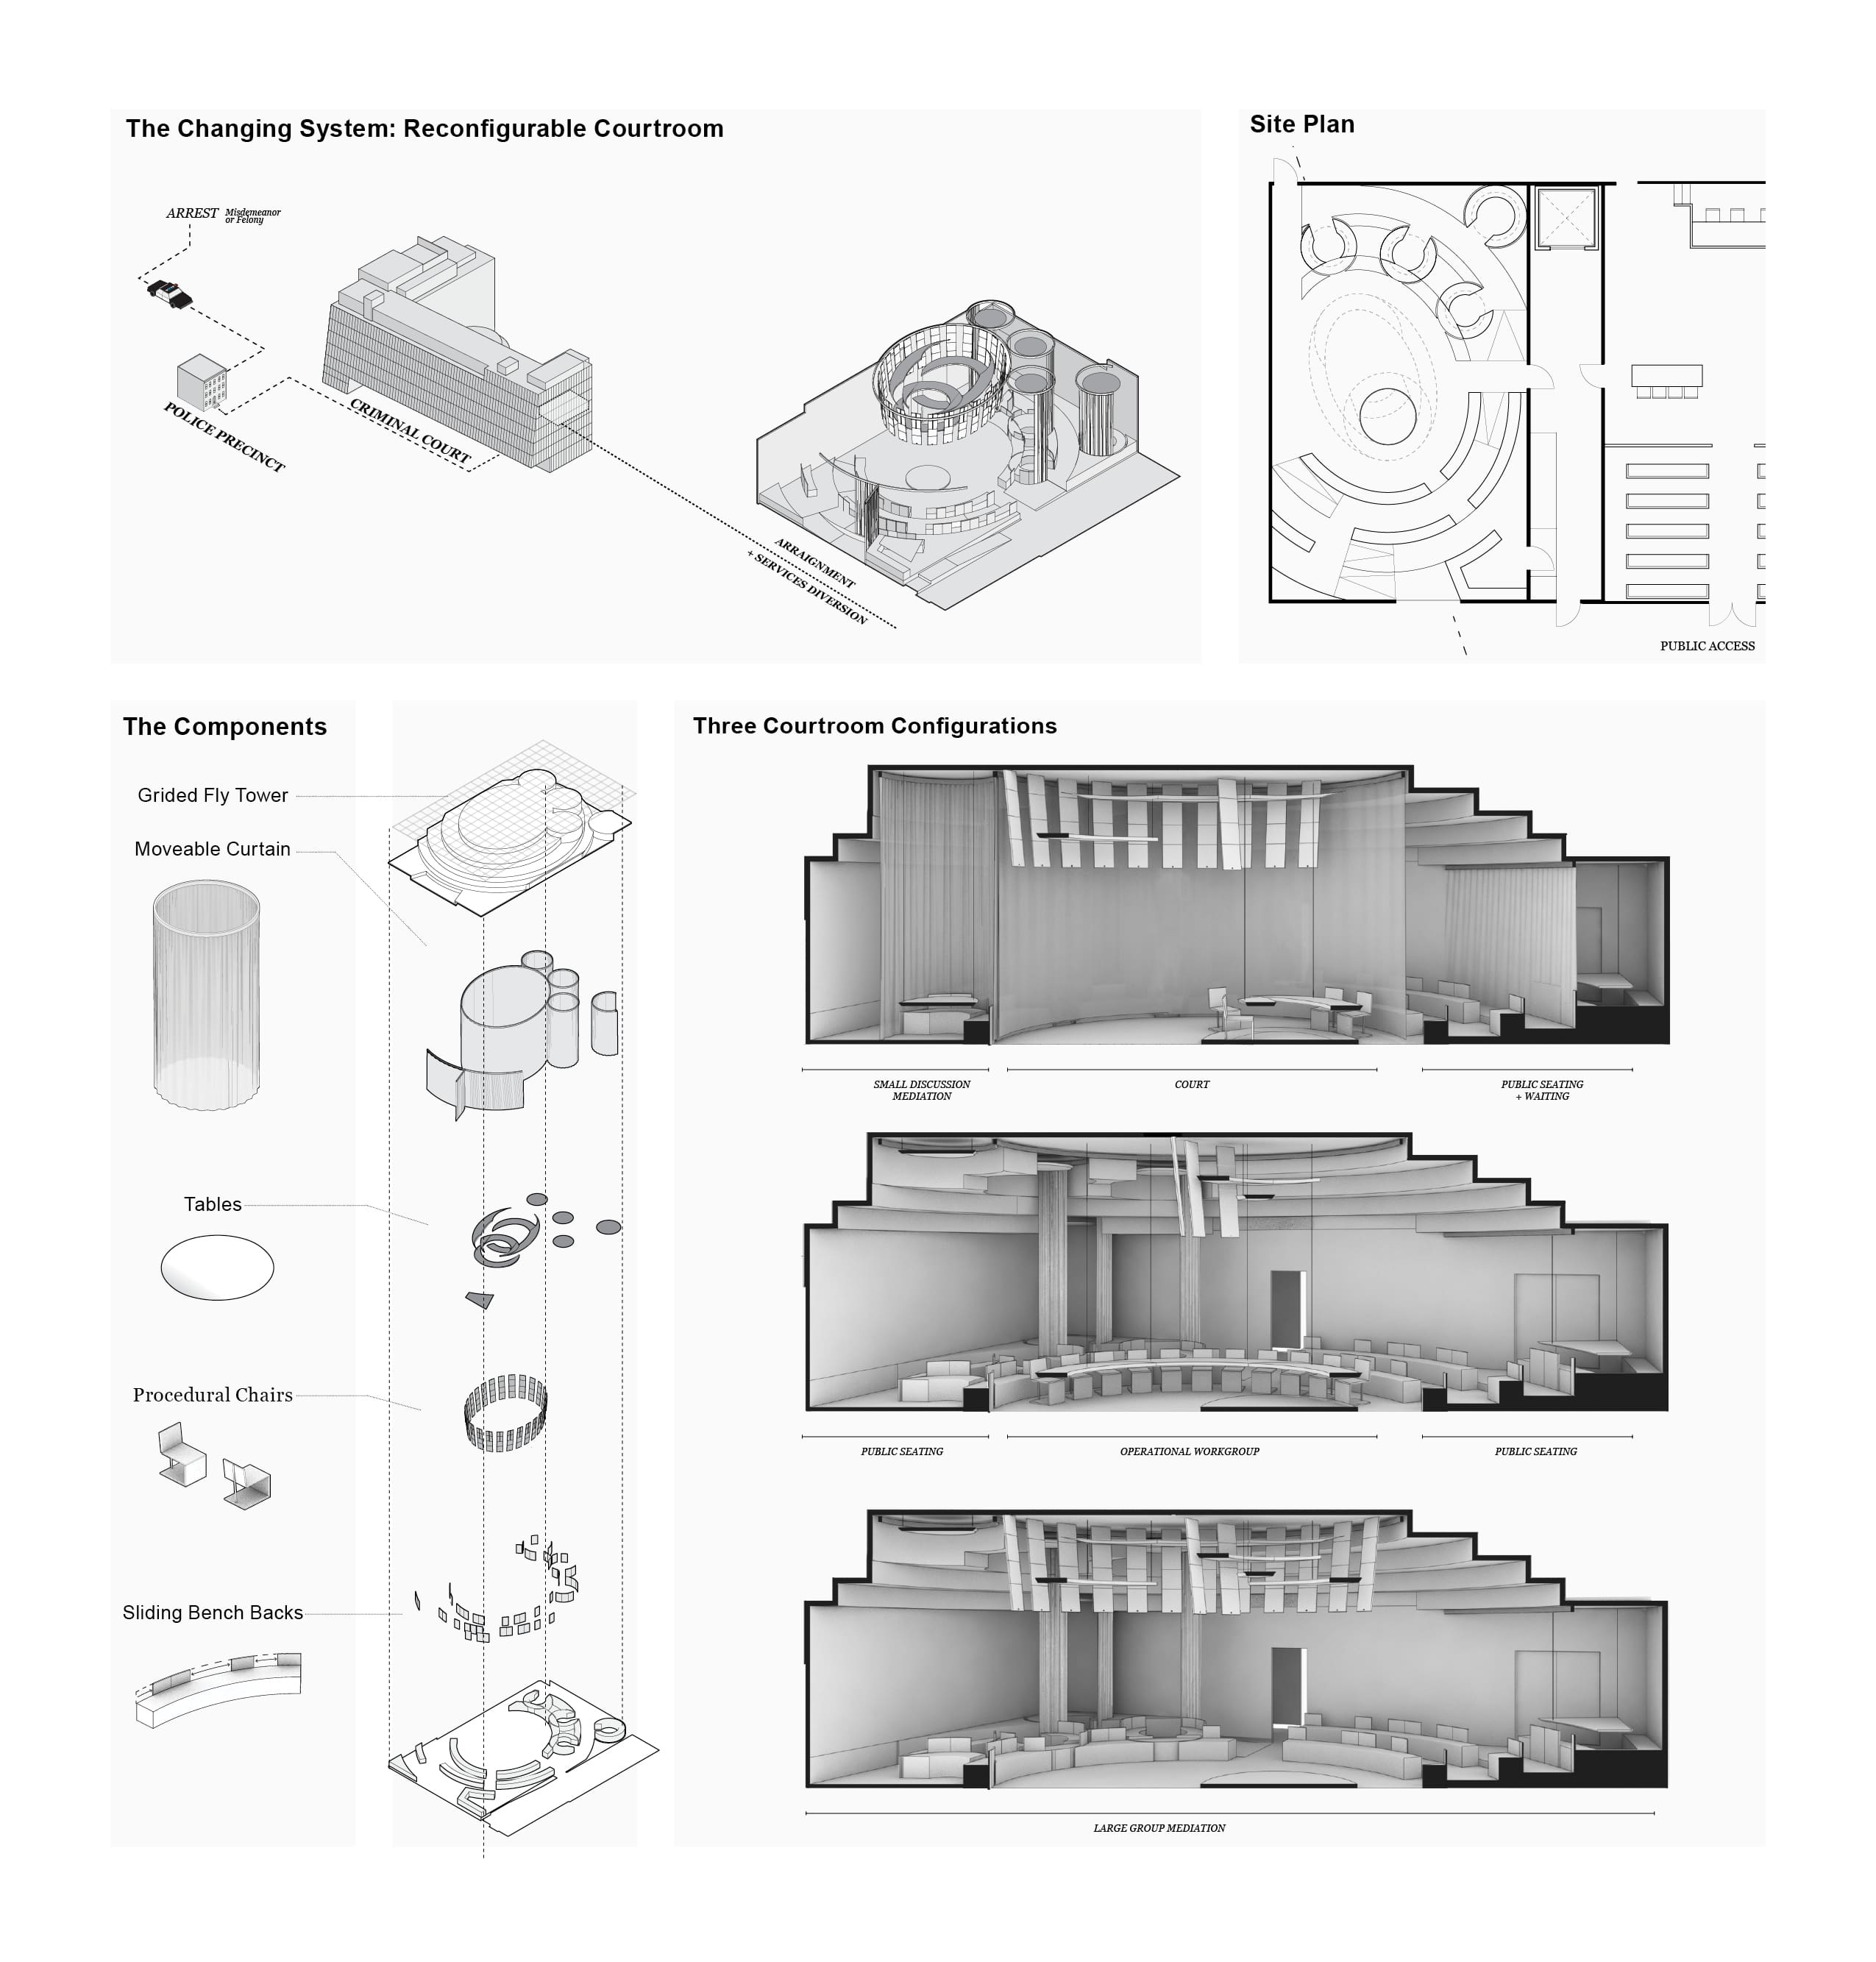 The Changing System: Reconfigurable Courtroom
ARREST Misdemeanor
or Felony
POLICE PRECINCT
CRIMINAL COURT
ARRAIGNMENT
+ SERVICES DIVERSION
Site Plan
PUBLIC ACCESS
The Components
Grided Fly Tower
Moveable Curtain
Tables
Procedural Chairs
Sliding Bench Backs
Three Courtroom Configurations
SMALL DISCUSSION
MEDIATION
COURT
PUBLIC SEATING
+ WAITING
PUBLIC SEATING
OPERATIONAL WORKGROUP
PUBLIC SEATING
LARGE GROUP MEDIATION